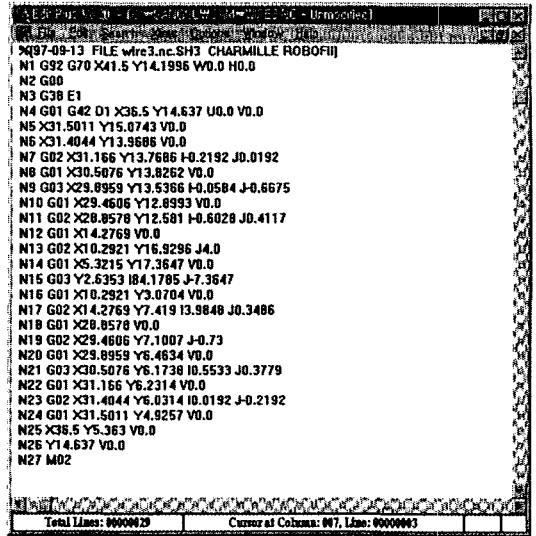 %[97-09-13 FILE wire3.nc.SH3 CHARMILLE ROBOFIL]
N1 G92 G70 X41.5 Y14.1996 W0.0 H0.0
N2 G00
N3 G38 E1
N4 G01 G42 D1 X36.5 Y14.637 U0.0 V0.0
N5 X31.5011 Y15.0743 V0.0
N6 X31.4044 Y13.9686 V0.0
N7 G02 X31.166 Y13.7686 I-0.2192 J0.0192
N8 G01 X30.5076 Y13.8262 V0.0
N9 G03 X29.8959 Y13.5366 I-0.0584 J-0.6675
N10 G01 X29.4606 Y12.8993 V0.0
N11 G02 X28.8578 Y12.581 I-0.6028 J0.4117
N12 G01 X14.2769 V0.0
N13 G02 X10.2921 Y16.9296 J4.0
N14 G01 X5.3215 Y17.3647 V0.0
N15 G03 Y2.6353 I84.1785 J-7.3647
N16 G01 X10.2921 Y3.0704 V0.0
N17 G02 X14.2769 Y7.419 I3.9848 J0.3486
N18 G01 X28.8578 V0.0
N19 G02 X29.4606 Y7.1007 J-0.73
N20 G01 X29.8959 Y6.4634 V0.0
N21 G03 X30.5076 Y6.1738 I0.5533 J0.3779
N22 G01 X31.166 Y6.2314 V0.0
N23 G02 X31.4044 Y6.0314 I0.0192 J-0.2192
N24 G01 X31.5011 Y4.9257 V0.0
N25 X36.5 Y5.363 V0.0
N26 Y14.637 V0.0
N27 M02
Total Lines: 00000029 Cursor at Column: 007, Line: 00000003